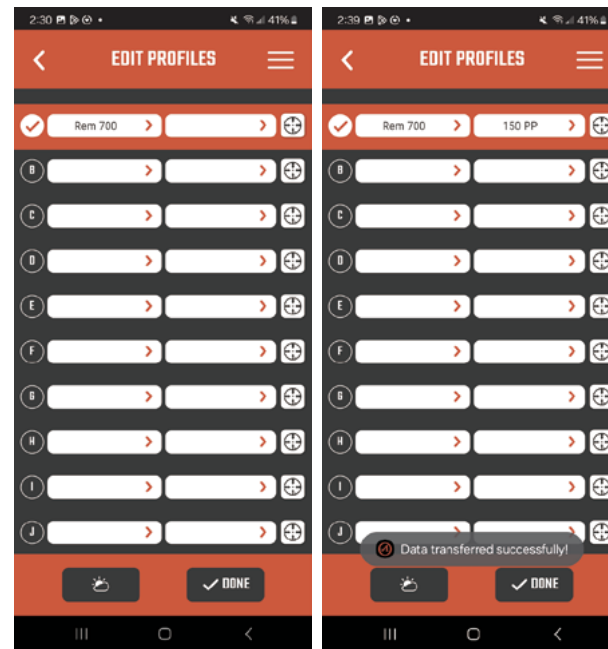 2:30
41%
EDIT PROFILES
Rem 700
B
C
D
E
F
G
H
I
J
DONE
2:39
41%
EDIT PROFILES
Rem 700 150 PP
B
C
D
E
F
G
H
I
J
Data transferred successfully!
DONE